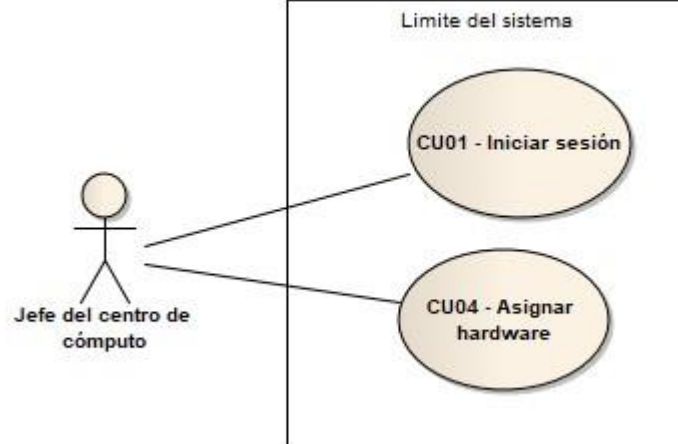 Limite del sistema
CU01 - Iniciar sesión
CU04 - Asignar
hardware
Jefe del centro de
cómputo